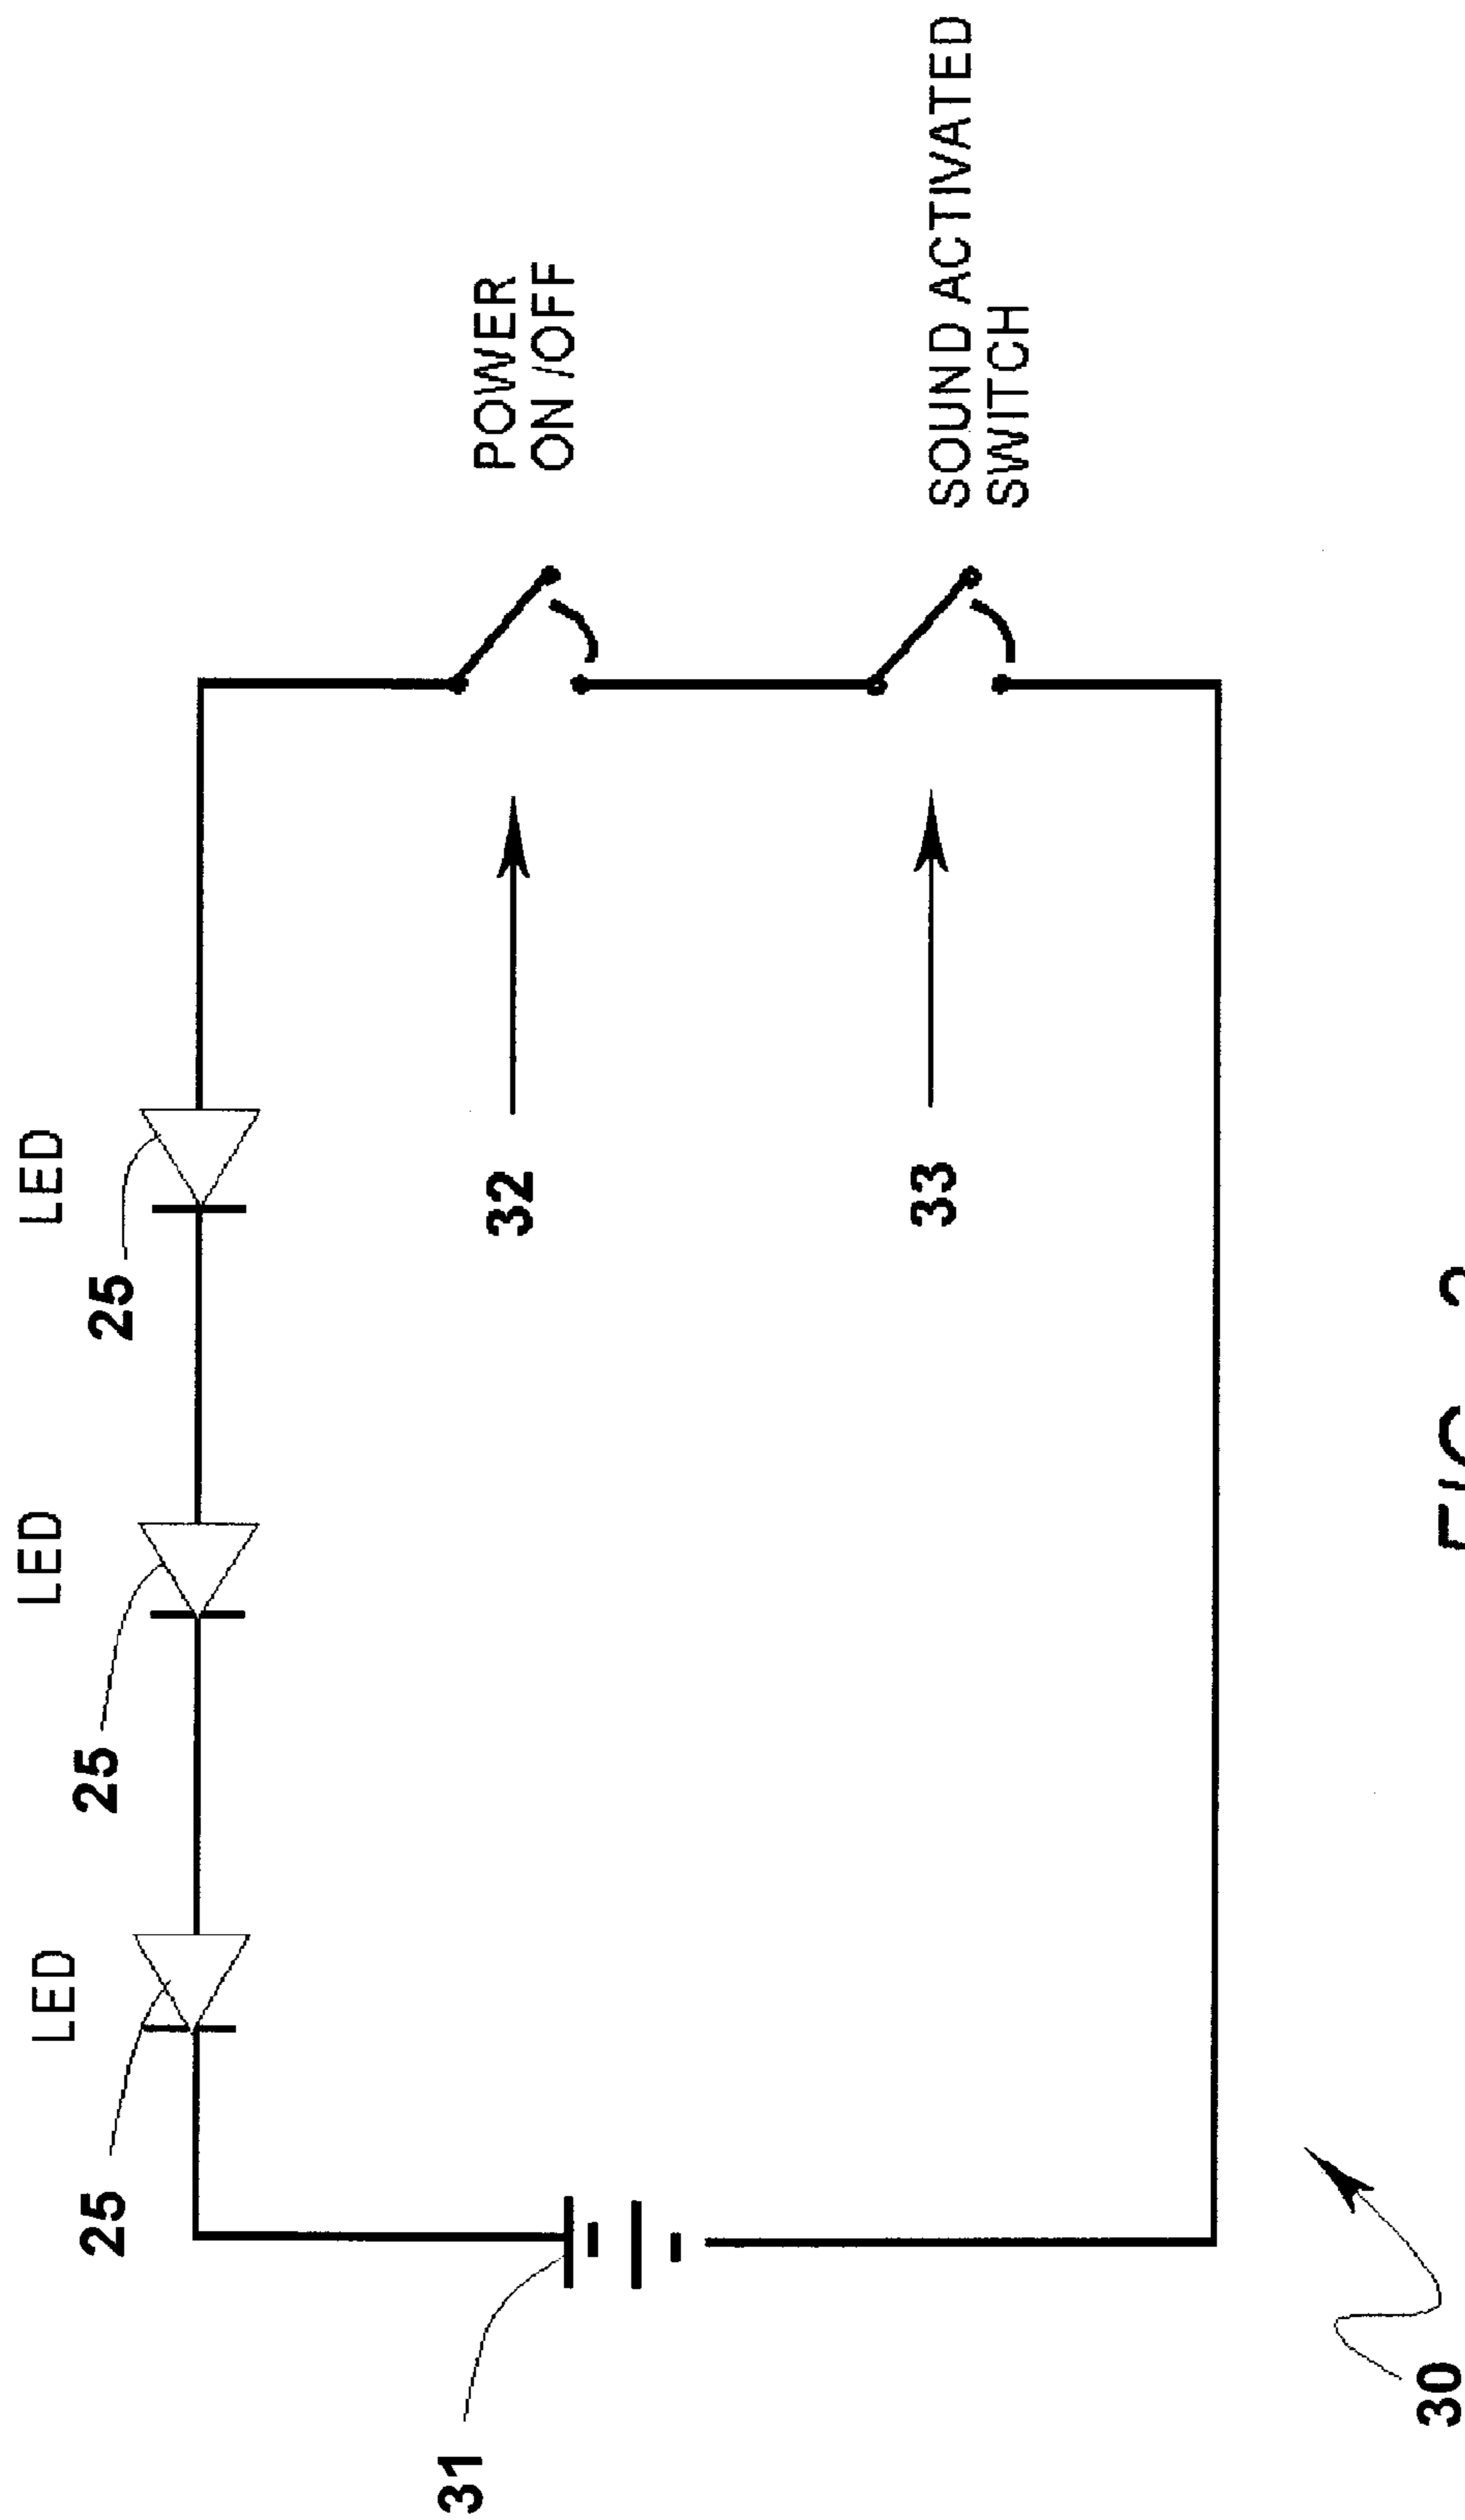 LED
LED
LED
25
25
25
31
32
POWER
ON/OFF
33
SOUND ACTIVATED
SWITCH
30